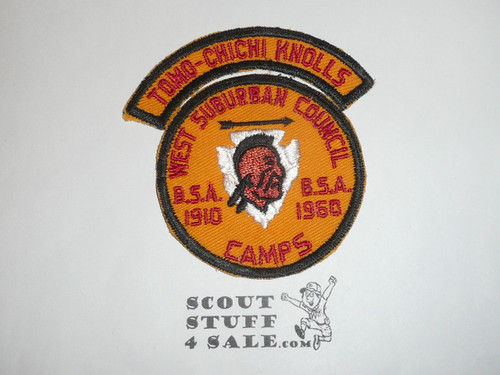 TOMO-CHICHI KNOLLS
WEST SUBURBAN COUNCIL
B.S.A. B.S.A.
1910 1960
CAMPS
SCOUT
STUFF
4 SALE.COM